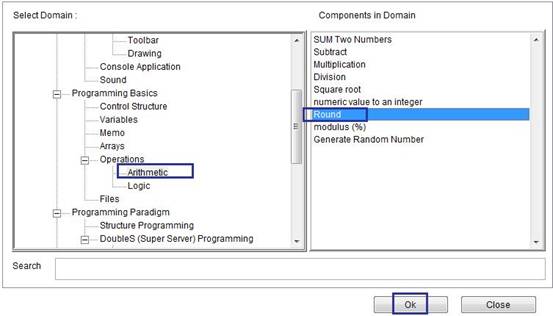 Select Domain :
Toolbar
Drawing
Console Application
Sound
Programming Basics
Control Structure
Variables
Memo
Arrays
Operations
Arithmetic
Logic
Files
Programming Paradigm
Structure Programming
DoubleS (Super Server) Programming
Components in Domain
SUM Two Numbers
Subtract
Multiplication
Division
Square root
numeric value to an integer
Round
modulus (%)
Generate Random Number
Search
Ok
Close